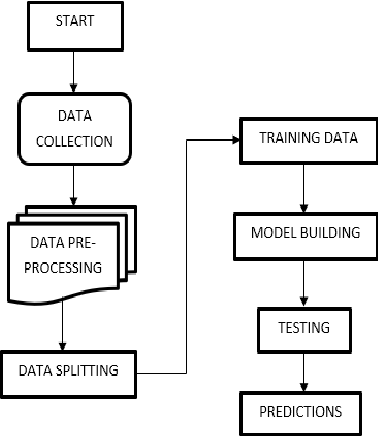 START
DATA
COLLECTION
DATA PRE-
PROCESSING
DATA SPLITTING
TRAINING DATA
MODEL BUILDING
TESTING
PREDICTIONS